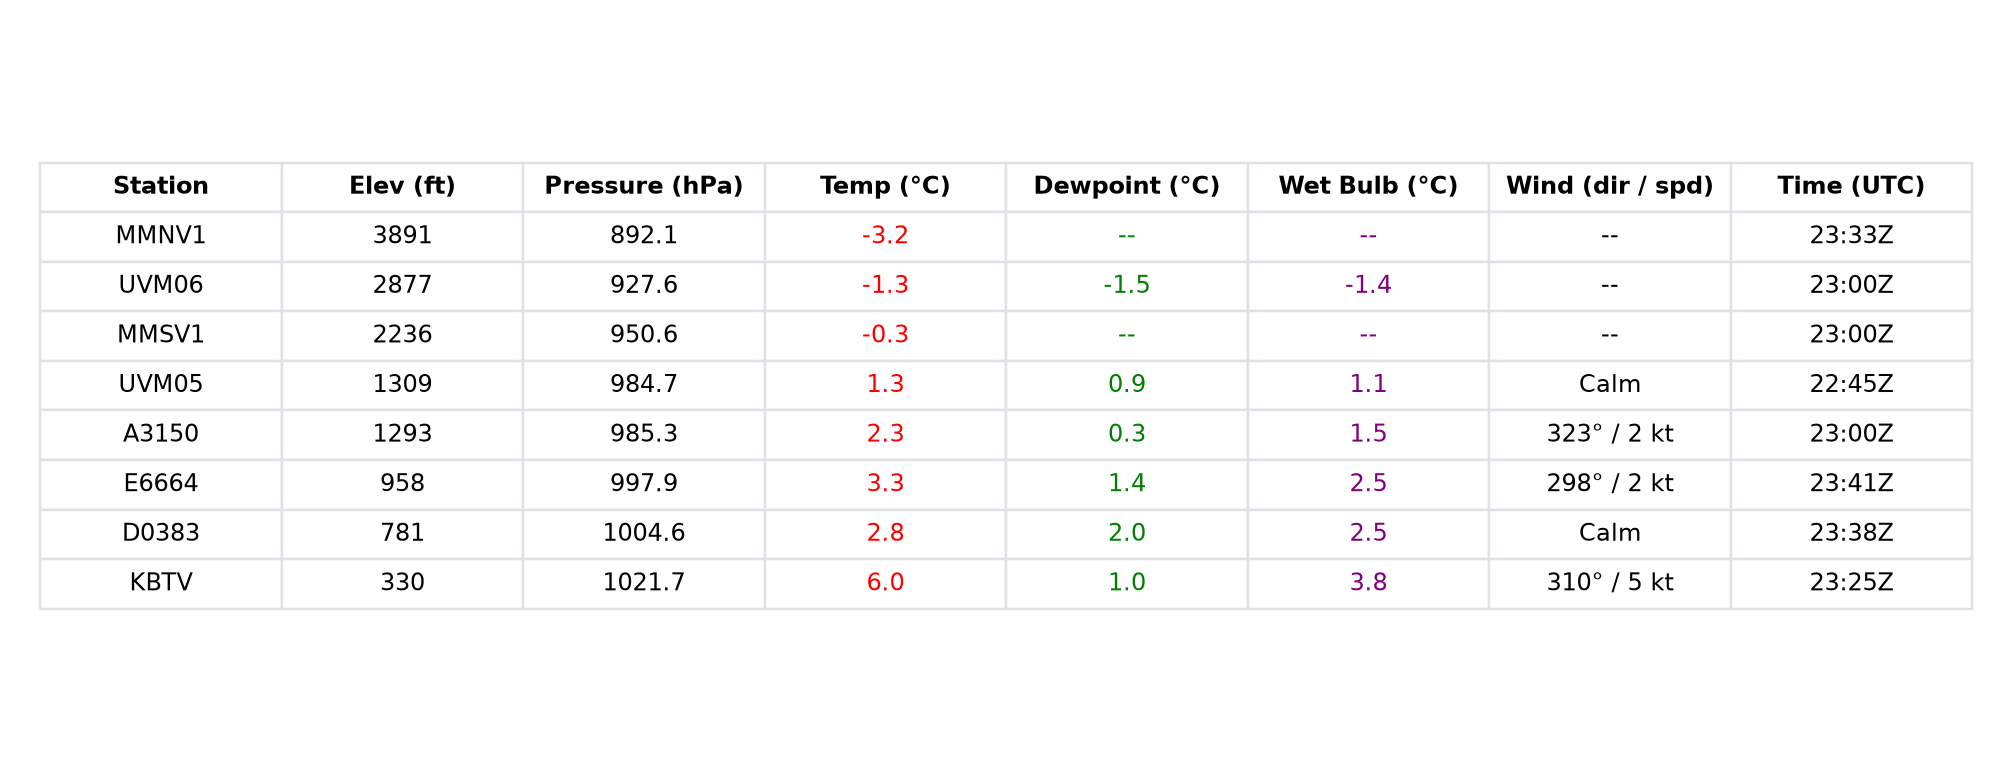 Station Elev (ft) Pressure (hPa) Temp (°C) Dewpoint (°C) Wet Bulb (°C) Wind (dir / spd) Time (UTC)
MMNV1 3891 892.1 -3.2 -- -- -- 23:33Z
UVM06 2877 927.6 -1.3 -1.5 -1.4 -- 23:00Z
MMSV1 2236 950.6 -0.3 -- -- -- 23:00Z
UVM05 1309 984.7 1.3 0.9 1.1 Calm 22:45Z
A3150 1293 985.3 2.3 0.3 1.5 323° / 2 kt 23:00Z
E6664 958 997.9 3.3 1.4 2.5 298° / 2 kt 23:41Z
D0383 781 1004.6 2.8 2.0 2.5 Calm 23:38Z
KBTV 330 1021.7 6.0 1.0 3.8 310° / 5 kt 23:25Z